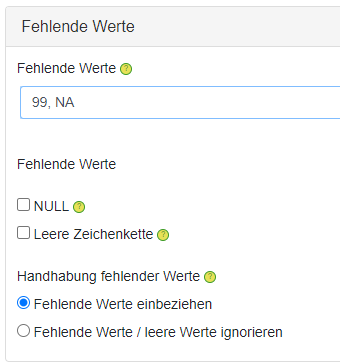 Fehlende Werte
Fehlende Werte ?
99, NA
Fehlende Werte
NULL ?
Leere Zeichenkette ?
Handhabung fehlender Werte ?
Fehlende Werte einbeziehen
Fehlende Werte / leere Werte ignorieren